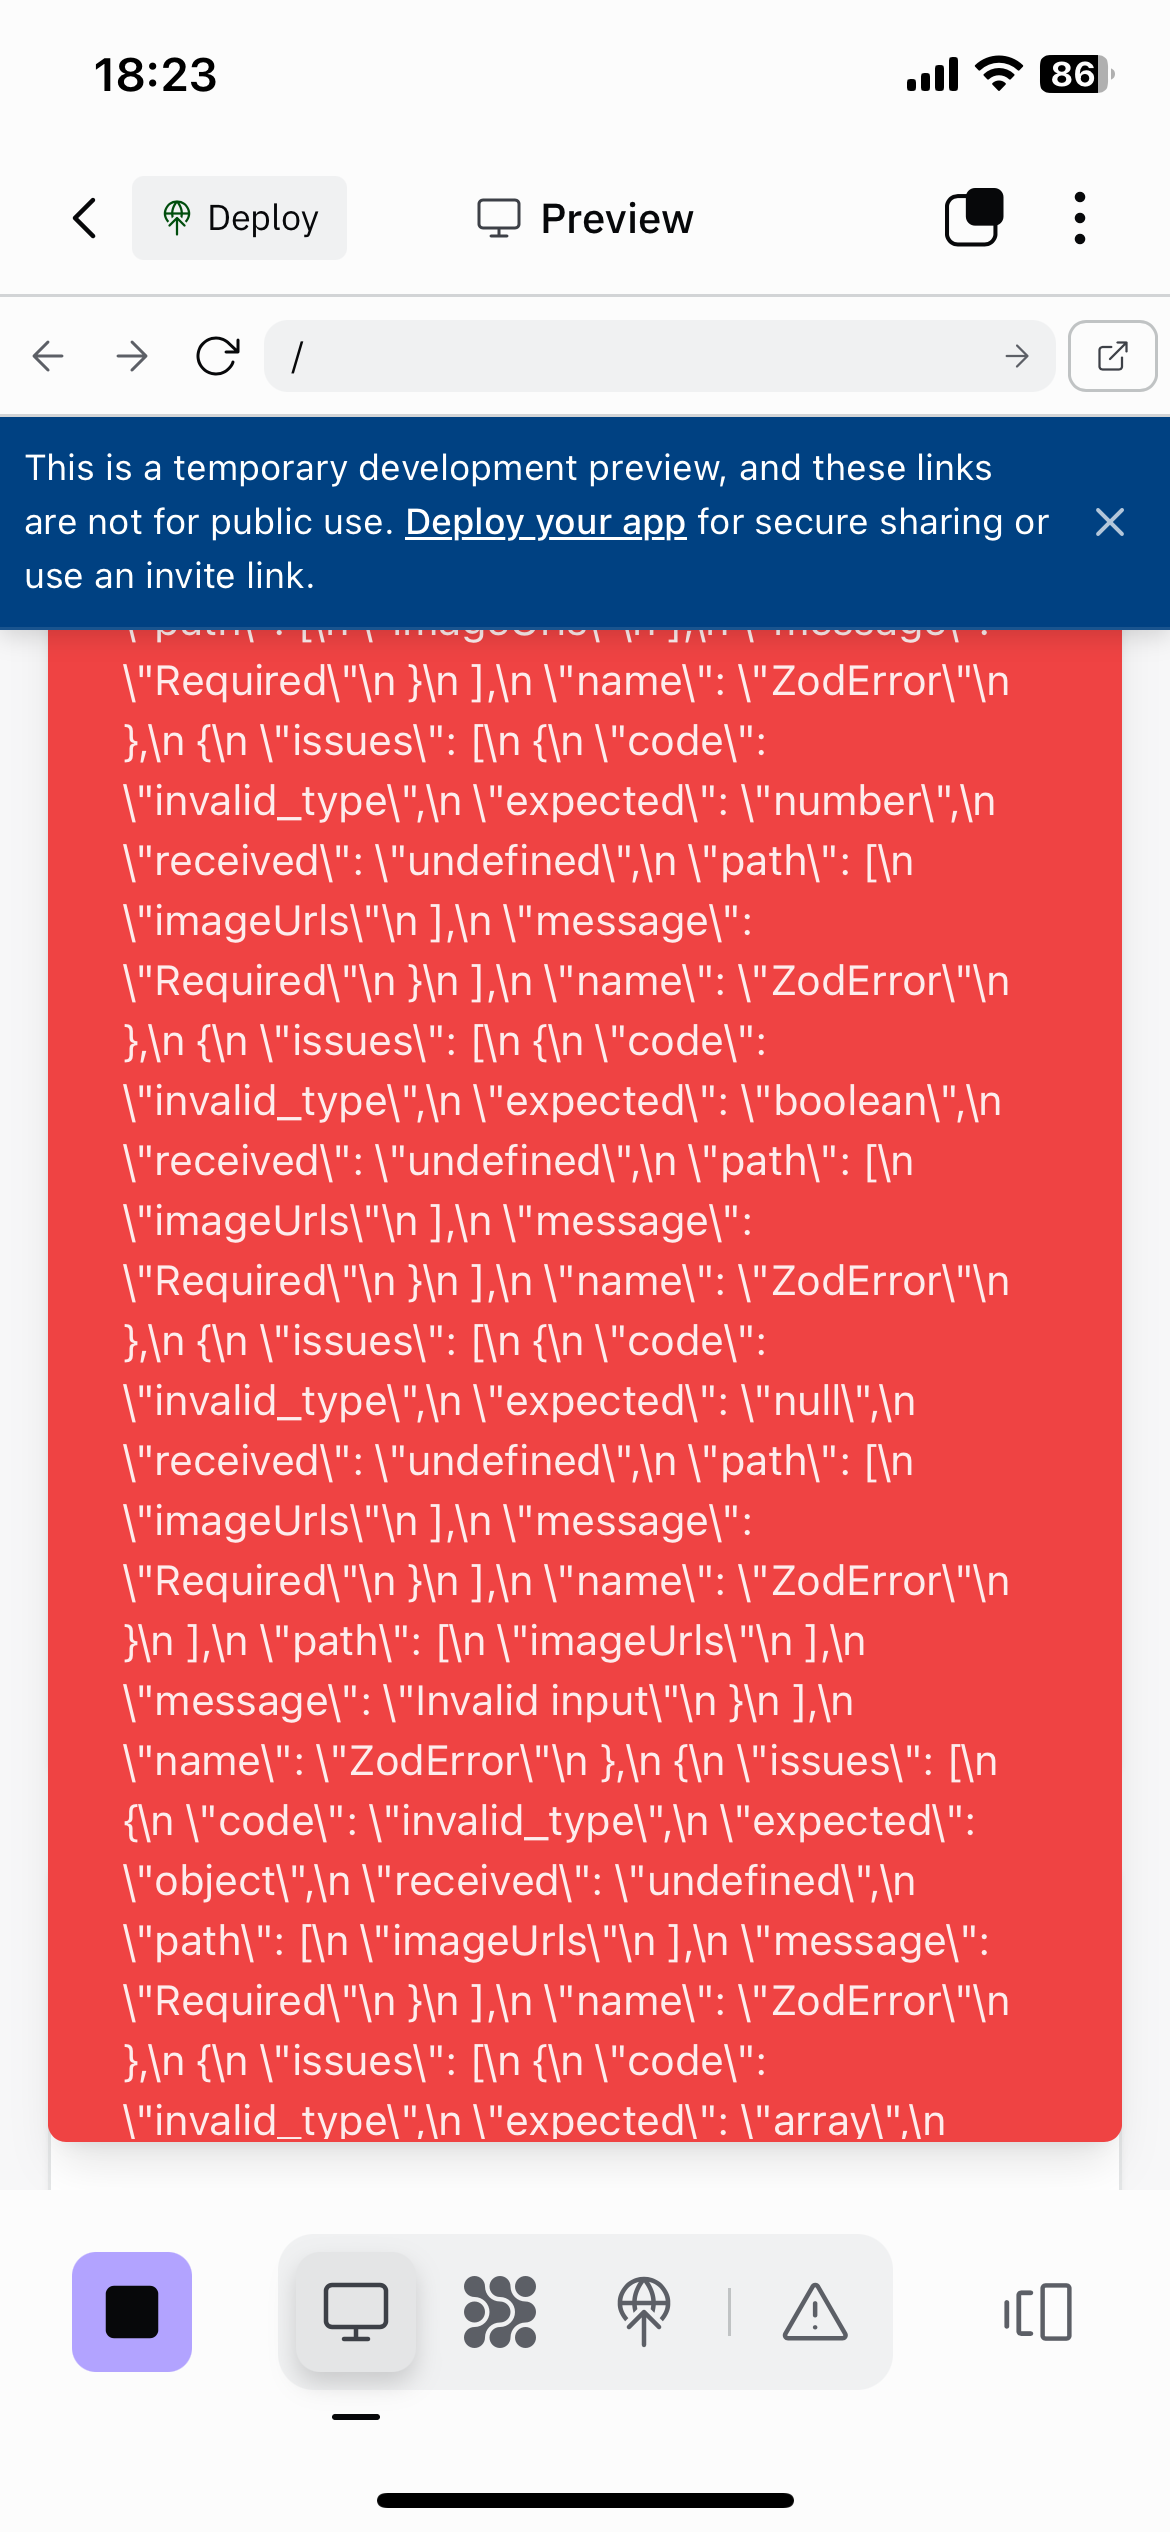 18:23
86
Deploy
Preview
/
This is a temporary development preview, and these links
are not for public use. Deploy your app for secure sharing or
use an invite link.
\"path\": [\n \"imageUrls\"\n ],\n \"message\":
\"Required\"\n }\n ],\n \"name\": \"ZodError\"\n
},\n {\n \"issues\": [\n {\n \"code\":
\"invalid_type\",\n \"expected\": \"number\",\n
\"received\": \"undefined\",\n \"path\": [\n
\"imageUrls\"\n ],\n \"message\":
\"Required\"\n }\n ],\n \"name\": \"ZodError\"\n
},\n {\n \"issues\": [\n {\n \"code\":
\"invalid_type\",\n \"expected\": \"boolean\",\n
\"received\": \"undefined\",\n \"path\": [\n
\"imageUrls\"\n ],\n \"message\":
\"Required\"\n }\n ],\n \"name\": \"ZodError\"\n
},\n {\n \"issues\": [\n {\n \"code\":
\"invalid_type\",\n \"expected\": \"null\",\n
\"received\": \"undefined\",\n \"path\": [\n
\"imageUrls\"\n ],\n \"message\":
\"Required\"\n }\n ],\n \"name\": \"ZodError\"\n
}\n ],\n \"path\": [\n \"imageUrls\"\n ],\n
\"message\": \"Invalid input\"\n }\n ],\n
\"name\": \"ZodError\"\n },\n {\n \"issues\": [\n
{\n \"code\": \"invalid_type\",\n \"expected\":
\"object\",\n \"received\": \"undefined\",\n
\"path\": [\n \"imageUrls\"\n ],\n \"message\":
\"Required\"\n }\n ],\n \"name\": \"ZodError\"\n
},\n {\n \"issues\": [\n {\n \"code\":
\"invalid_type\",\n \"expected\": \"array\",\n